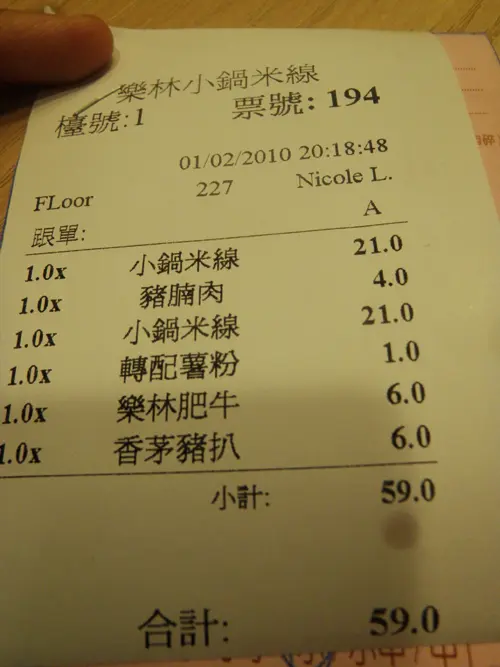 樂林小鍋米線
檯號:1 票號: 194
01/02/2010 20:18:48
FLoor 227 Nicole L.
跟單: A
1.0x 小鍋米線 21.0
1.0x 豬腩肉 4.0
1.0x 小鍋米線 21.0
1.0x 轉配薯粉 1.0
1.0x 樂林肥牛 6.0
1.0x 香茅豬扒 6.0
小計: 59.0
合計: 59.0